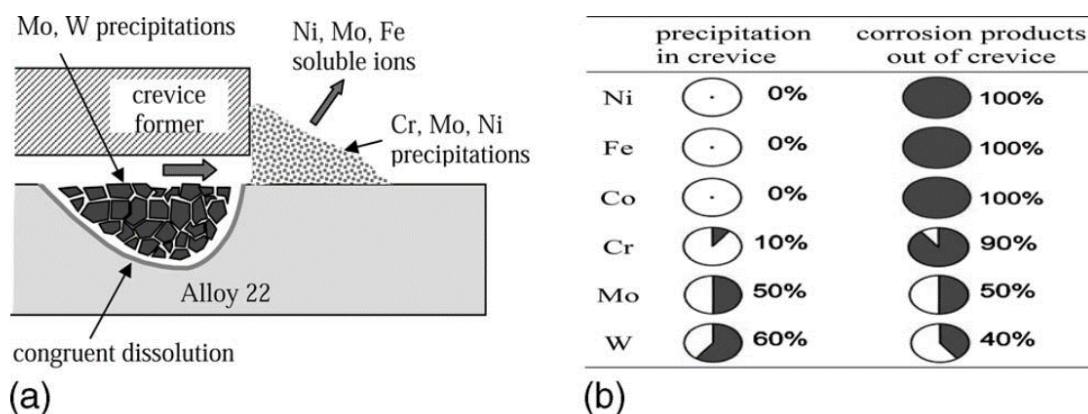 Mo, W precipitations
Ni, Mo, Fe
soluble ions
crevice
former
Cr, Mo, Ni
precipitations
Alloy 22
congruent dissolution
(a)
precipitation
in crevice
corrosion products
out of crevice
Ni 0% 100%
Fe 0% 100%
Co 0% 100%
Cr 10% 90%
Mo 50% 50%
W 60% 40%
(b)